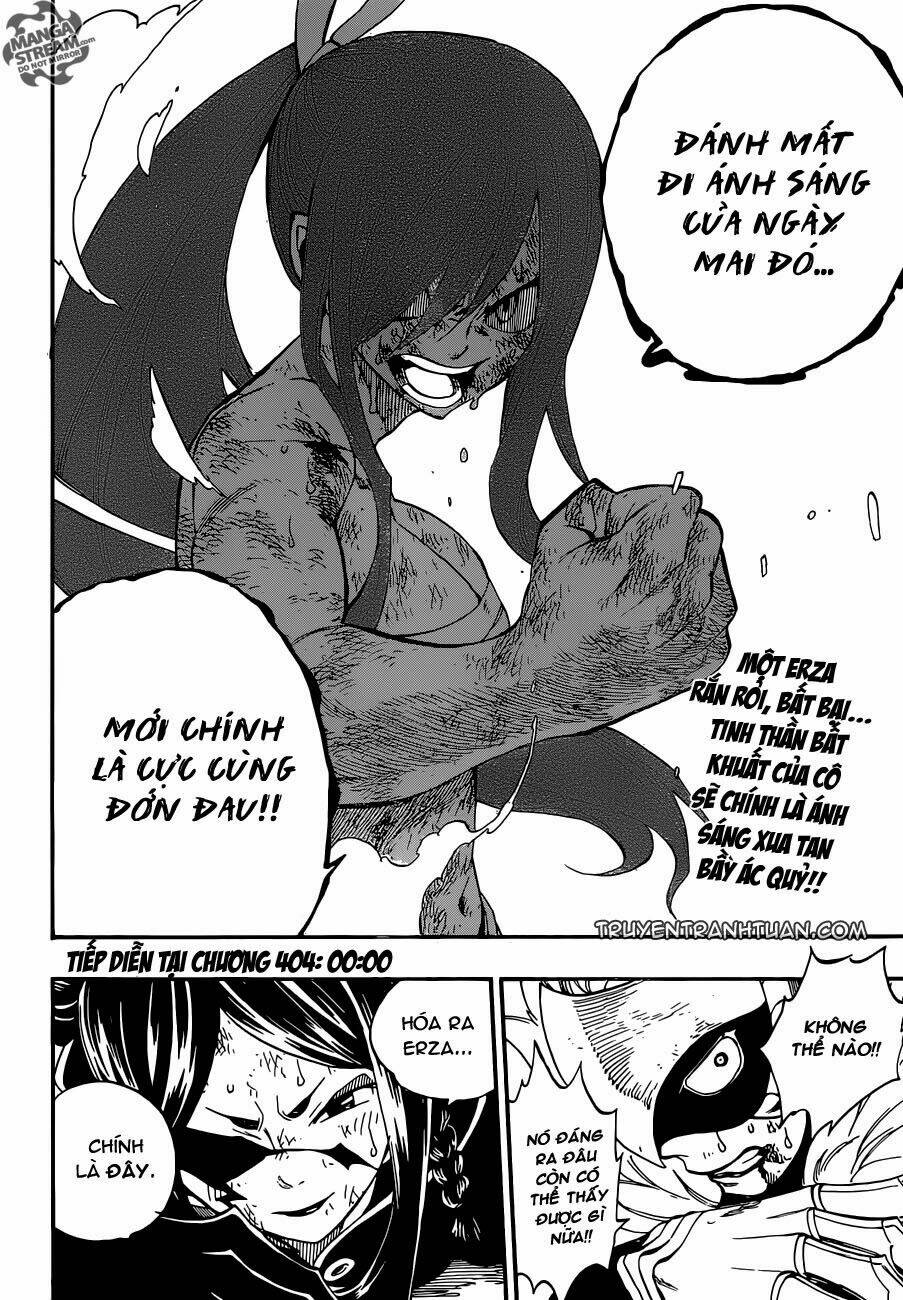 MANGA
STREAM.com
DO NOT MIRROR
ĐÁNH MẤT
ĐI ÁNH SÁNG
CỦA NGÀY
MAI ĐÓ...
MỚI CHÍNH
LÀ CỰC CÙNG
ĐỚN ĐAU!!
MỘT ERZA
RẮN RỎI, BẤT BẠI...
TINH THẦN BẤT
KHUẤT CỦA CÔ
SẼ CHÍNH LÀ ÁNH
SÁNG XUA TAN
BẦY ÁC QUỶ!!
TRUYENTRANHTUAN.COM
TIẾP DIỄN TẠI CHƯƠNG 404: 00:00
KHÔNG
THỂ NÀO!!
NÓ ĐÁNG
RA ĐÂU
CÒN CÓ
THỂ THẤY
ĐƯỢC GÌ
NỮA!!
HÓA RA
ERZA...
CHÍNH
LÀ ĐÂY.